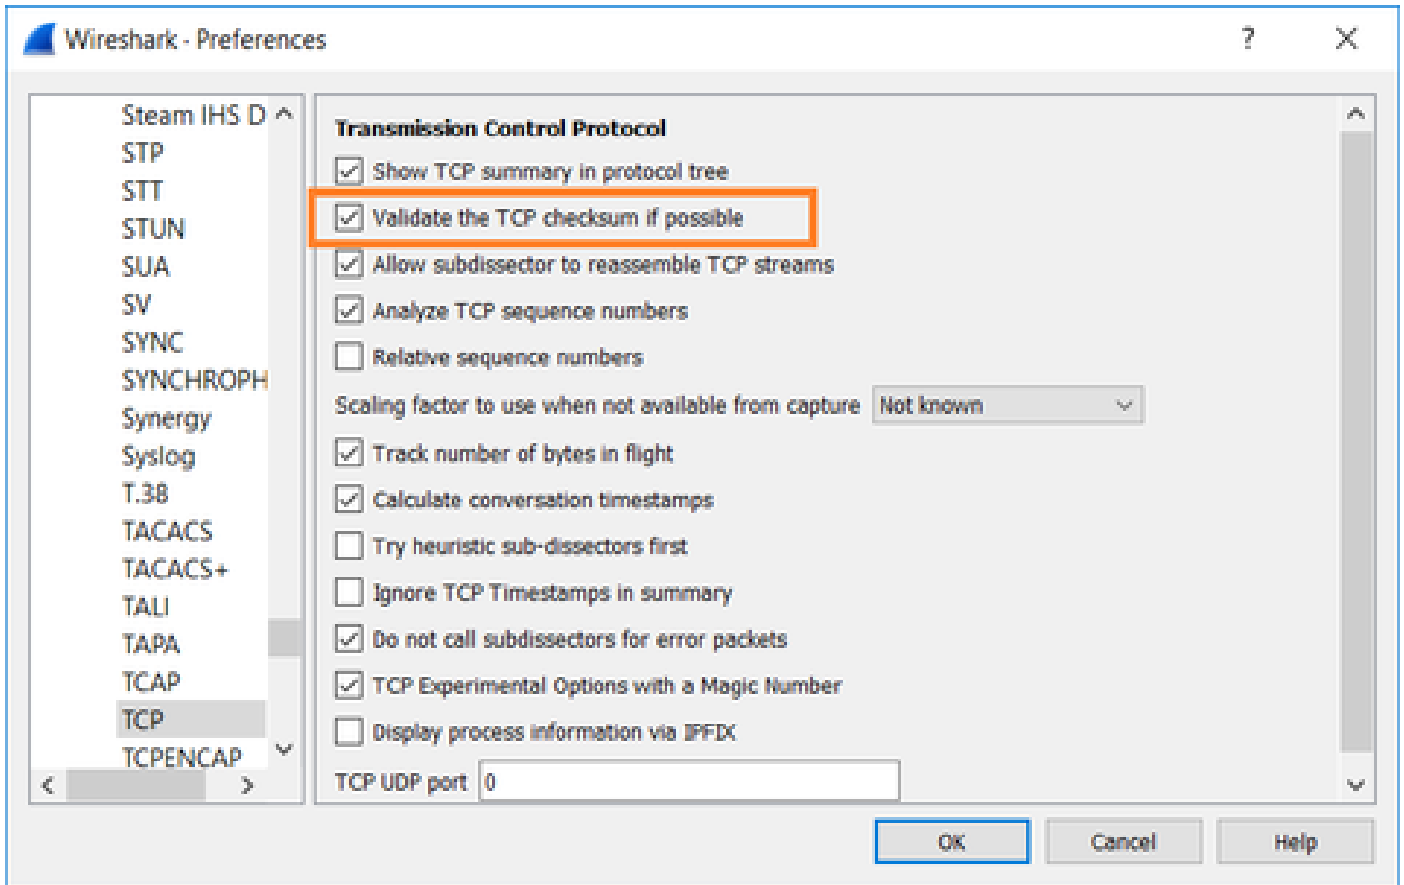 Wireshark - Preferences
?
Steam IHS D
STP
STT
STUN
SUA
SV
SYNC
SYNCHROPH
Synergy
Syslog
T.38
TACACS
TACACS+
TALI
TAPA
TCAP
TCP
TCPENCAP
Transmission Control Protocol
Show TCP summary in protocol tree
Validate the TCP checksum if possible
Allow subdissector to reassemble TCP streams
Analyze TCP sequence numbers
Relative sequence numbers
Scaling factor to use when not available from capture Not known
Track number of bytes in flight
Calculate conversation timestamps
Try heuristic sub-dissectors first
Ignore TCP Timestamps in summary
Do not call subdissectors for error packets
TCP Experimental Options with a Magic Number
Display process information via IPFIX
TCP UDP port 0
OK Cancel Help